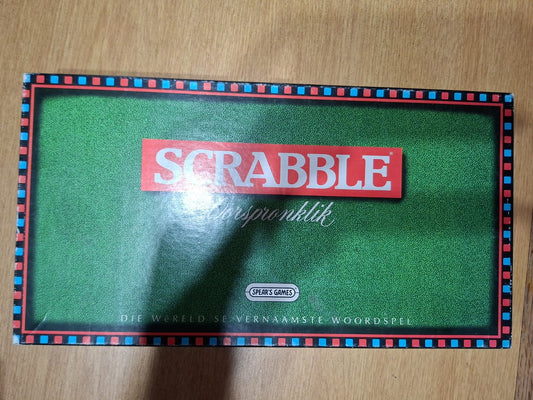 SCRABBLE
Oorspronklik
SPEAR'S GAMES
DIE WêRELD SE VERNAAMSTE WOORDSPEL